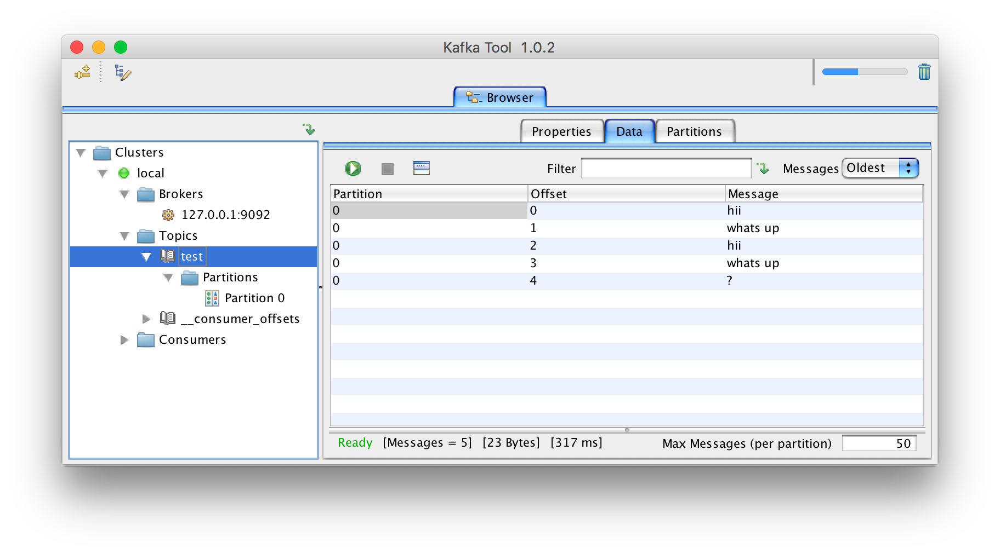 Kafka Tool 1.0.2
Browser
Properties Data Partitions
Clusters
local
Brokers
127.0.0.1:9092
Topics
test
Partitions
Partition 0
__consumer_offsets
Consumers
Filter Messages Oldest
Partition Offset Message
0 0 hii
0 1 whats up
0 2 hii
0 3 whats up
0 4 ?
Ready [Messages = 5] [23 Bytes] [317 ms] Max Messages (per partition) 50